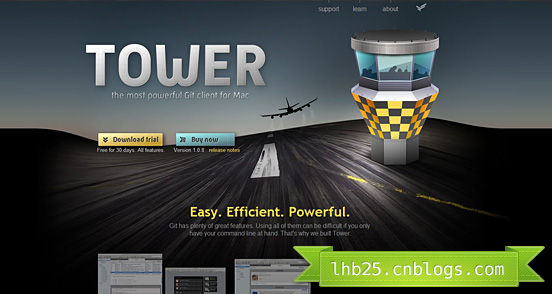 support learn about
TOWER
the most powerful Git client for Mac
Download trial Buy now
Free for 30 days. All features. Version 1.0.8 release notes
Easy. Efficient. Powerful.
Git has plenty of great features. Using all of them can be difficult if you only
have your command line at hand. That's why we built Tower.
lhb25.cnblogs.com